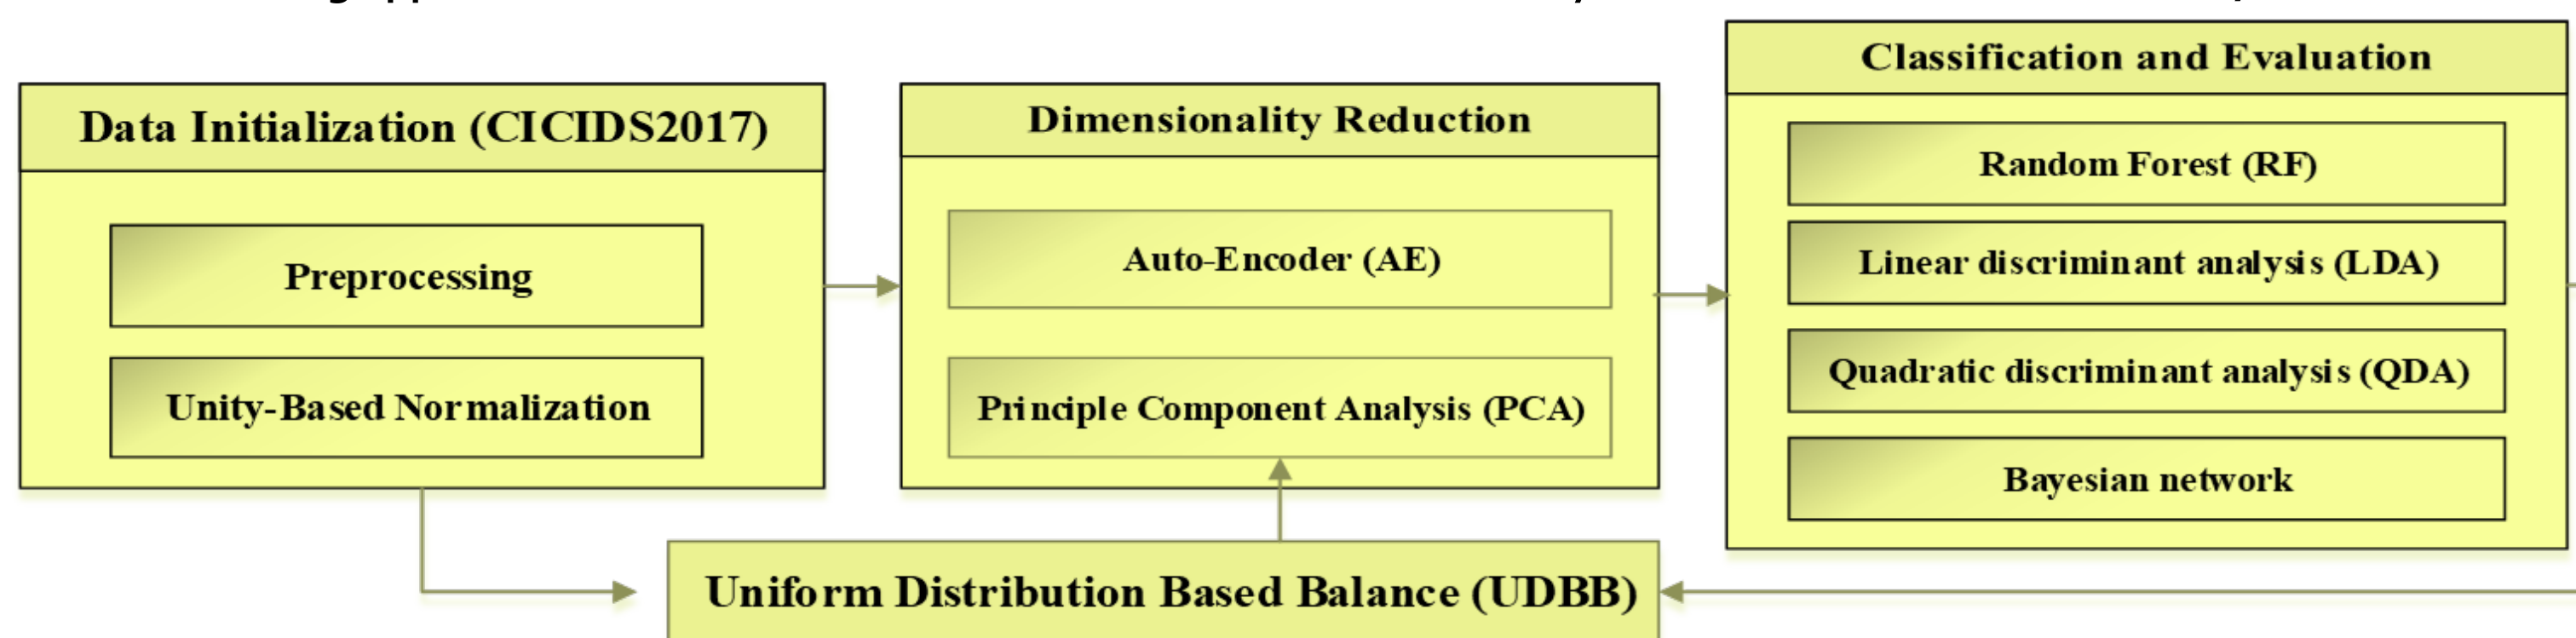 Data Initialization (CICIDS2017)
Preprocessing
Unity-Based Normalization
Dimensionality Reduction
Auto-Encoder (AE)
Principle Component Analysis (PCA)
Classification and Evaluation
Random Forest (RF)
Linear discriminant analysis (LDA)
Quadratic discriminant analysis (QDA)
Bayesian network
Uniform Distribution Based Balance (UDBB)